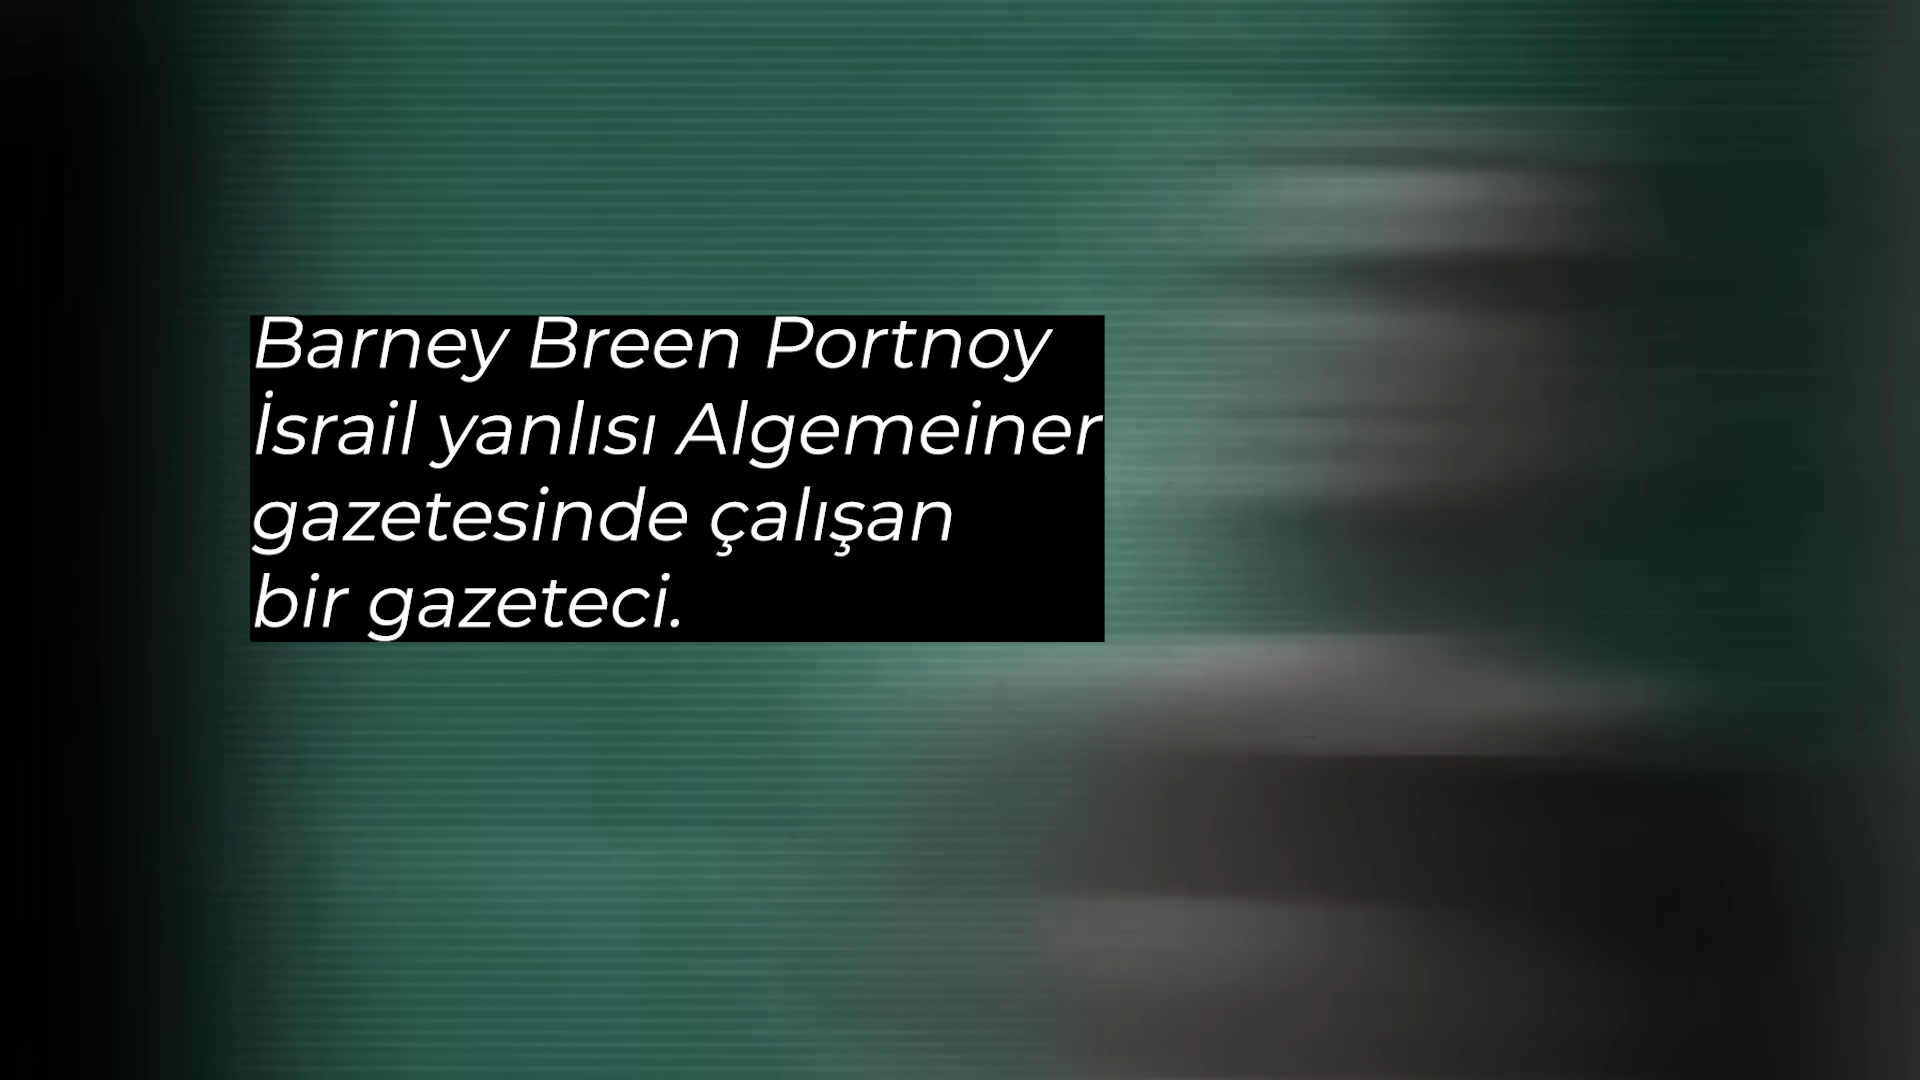 Barney Breen Portnoy
İsrail yanlısı Algemeiner
gazetesinde çalışan
bir gazeteci.